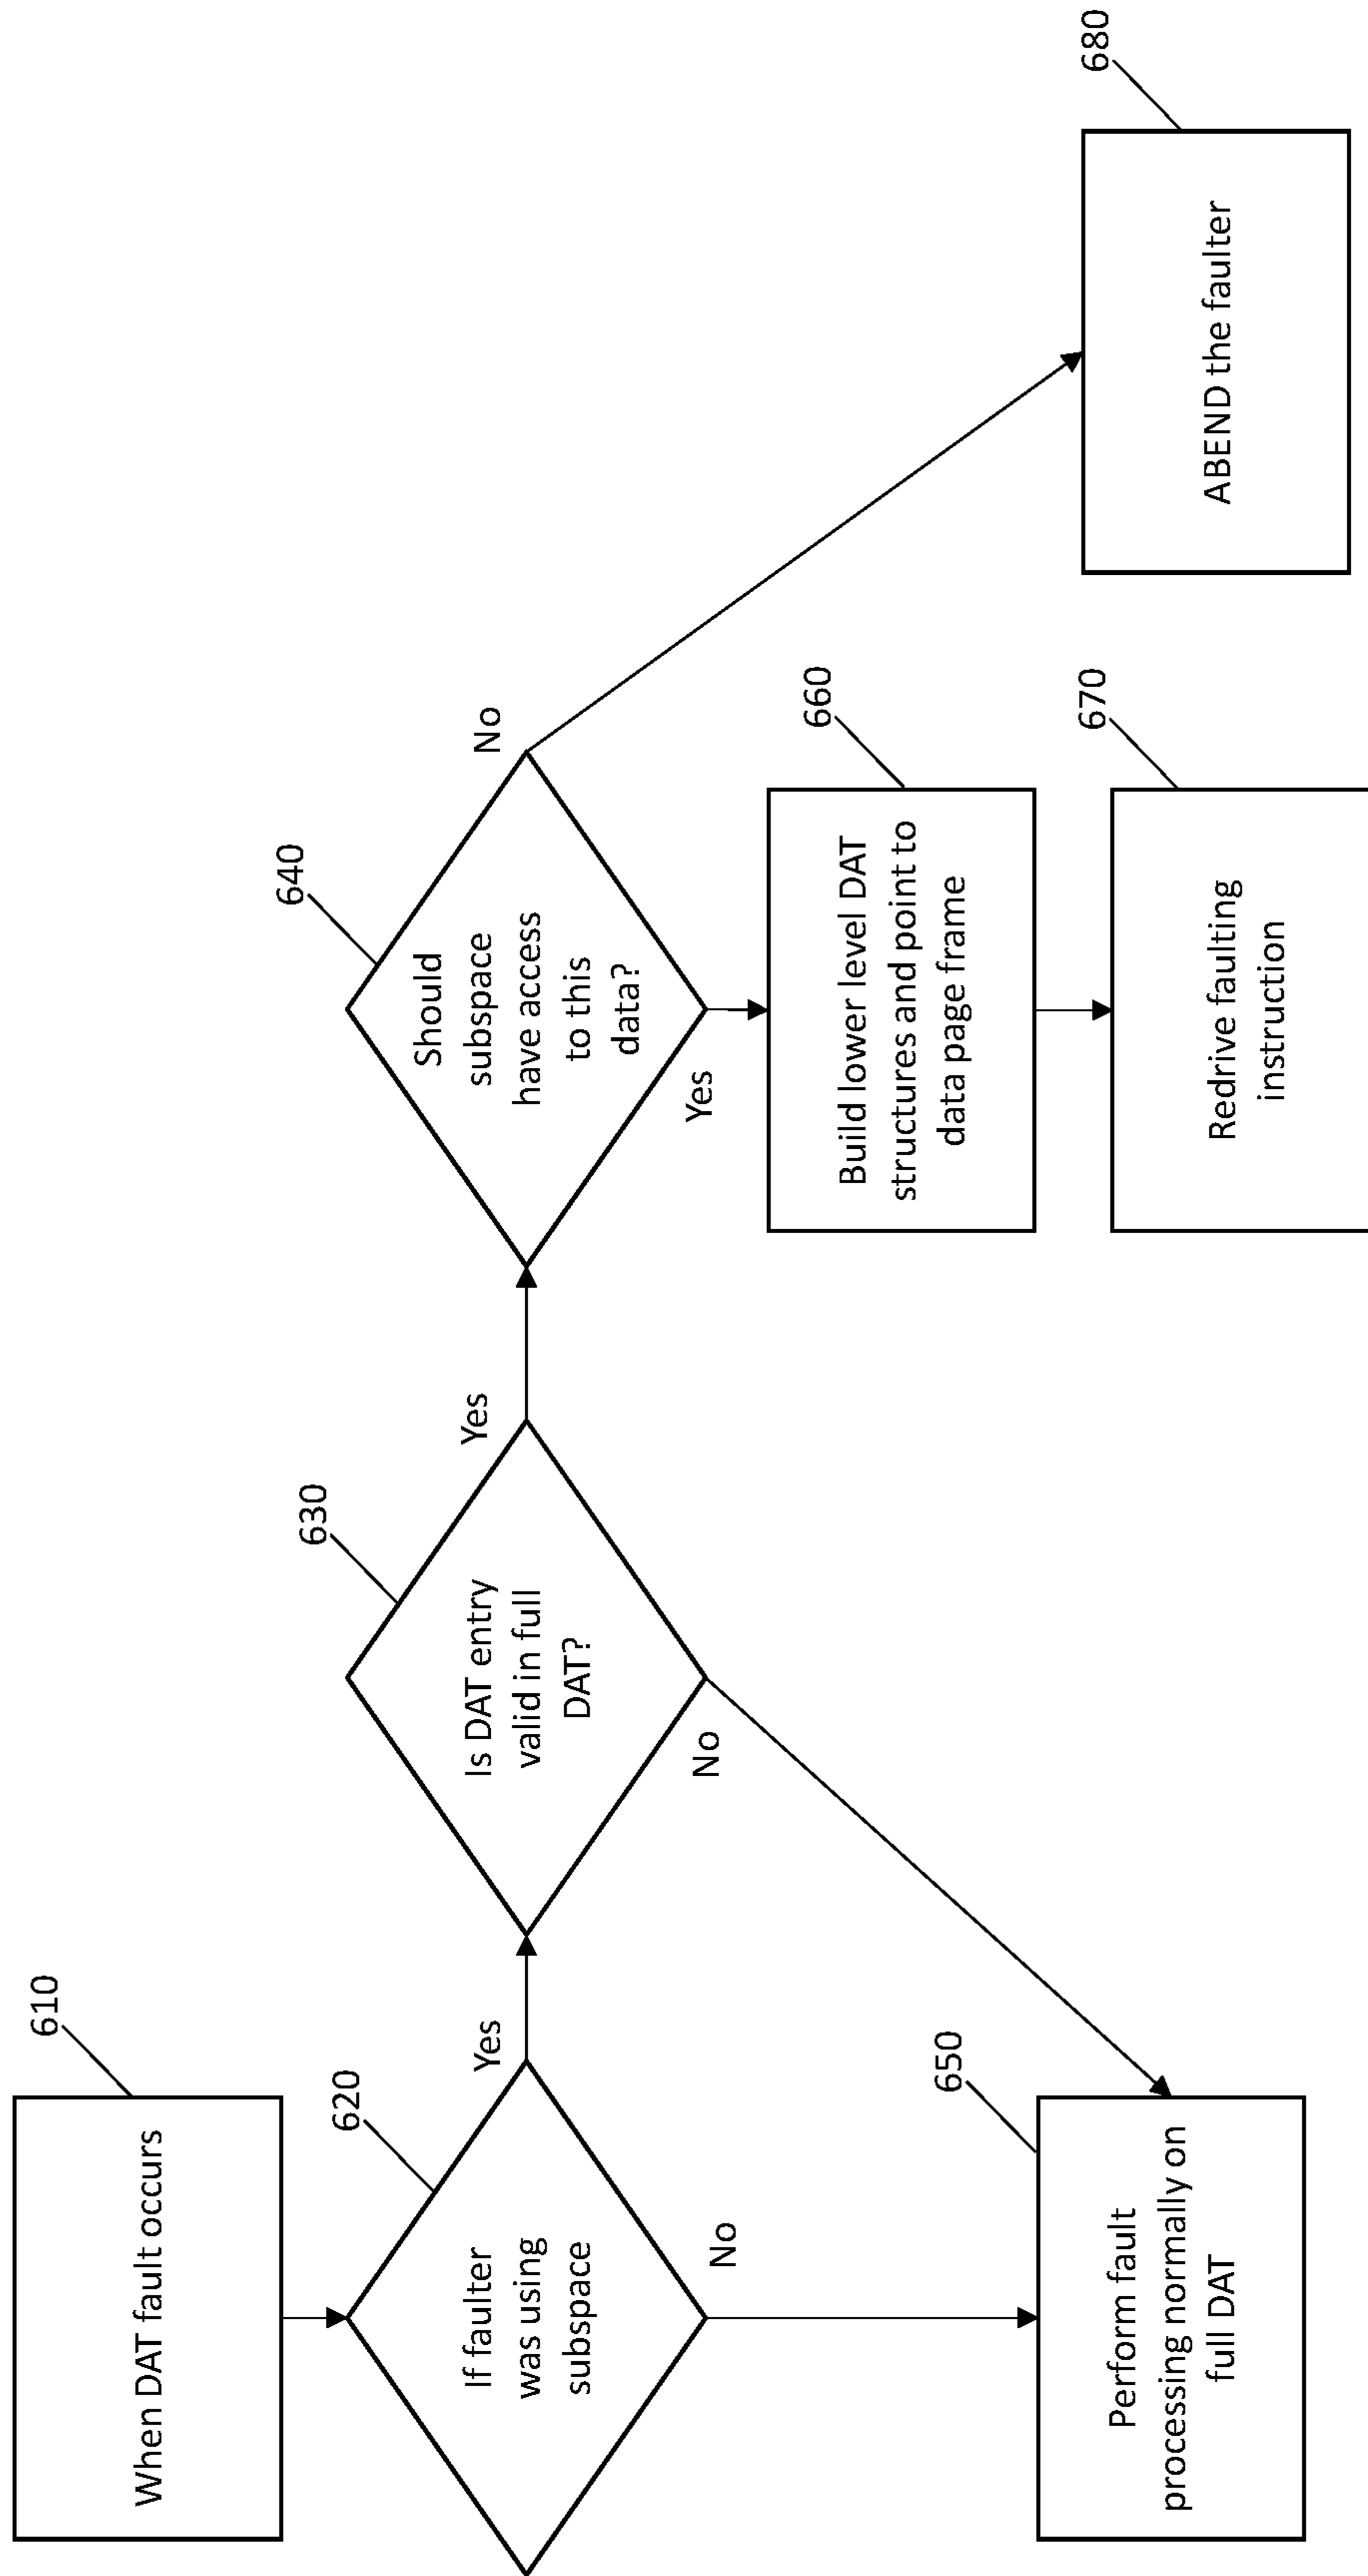 610
When DAT fault occurs
620
If faulter
was using
subspace
Yes
No
630
Is DAT entry
valid in full
DAT?
Yes
No
640
Should
subspace
have access
to this
data?
No
Yes
650
Perform fault
processing normally on
full DAT
660
Build lower level DAT
structures and point to
data page frame
670
Redrive faulting
instruction
680
ABEND the faulter